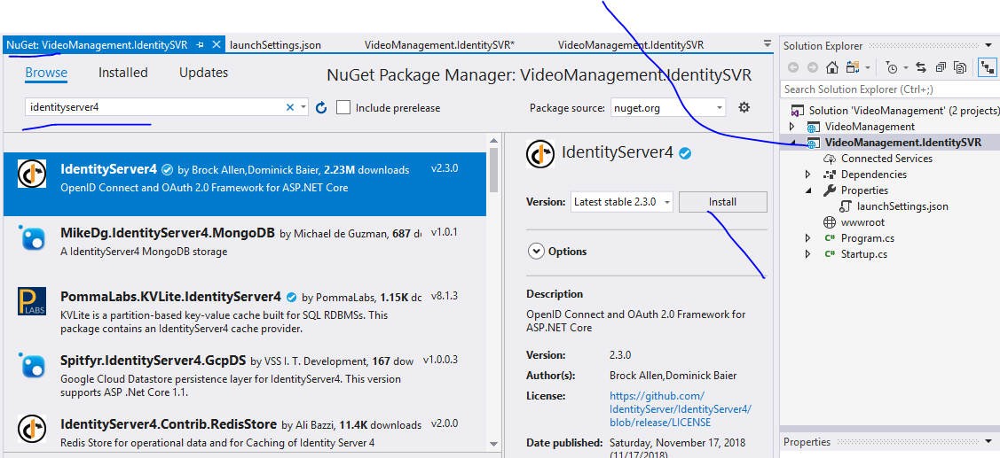 NuGet: VideoManagement.IdentitySVR
launchSettings.json
VideoManagement.IdentitySVR*
VideoManagement.IdentitySVR
Browse
Installed
Updates
NuGet Package Manager: VideoManagement.IdentitySVR
identityserver4
Include prerelease
Package source: nuget.org
IdentityServer4 by Brock Allen,Dominick Baier, 2.23M downloads v2.3.0
OpenID Connect and OAuth 2.0 Framework for ASP.NET Core
MikeDg.IdentityServer4.MongoDB by Michael de Guzman, 687 dc v1.0.1
A IdentityServer4 MongoDB storage
P LABS
PommaLabs.KVLite.IdentityServer4 by PommaLabs, 1.15K dc v8.1.3
KVLite is a partition-based key-value cache built for SQL RDBMSs. This
package contains an IdentityServer4 cache provider.
Spitfyr.IdentityServer4.GcpDS by VSS I. T. Development, 167 dow v1.0.0.3
Google Cloud Datastore persistence layer for IdentityServer4. This version
supports ASP .Net Core 1.1.
IdentityServer4.Contrib.RedisStore by Ali Bazzi, 11.4K downloads v2.0.0
Redis Store for operational data and for Caching of Identity Server 4
IdentityServer4
Version: Latest stable 2.3.0 Install
Options
Description
OpenID Connect and OAuth 2.0 Framework for
ASP.NET Core
Version: 2.3.0
Author(s): Brock Allen,Dominick Baier
License: https://github.com/
IdentityServer/IdentityServer4/
blob/release/LICENSE
Date published: Saturday, November 17, 2018
(11/17/2018)
Solution Explorer
Search Solution Explorer (Ctrl+;)
Solution 'VideoManagement' (2 projects)
VideoManagement
VideoManagement.IdentitySVR
Connected Services
Dependencies
Properties
launchSettings.json
wwwroot
C# Program.cs
C# Startup.cs
Properties